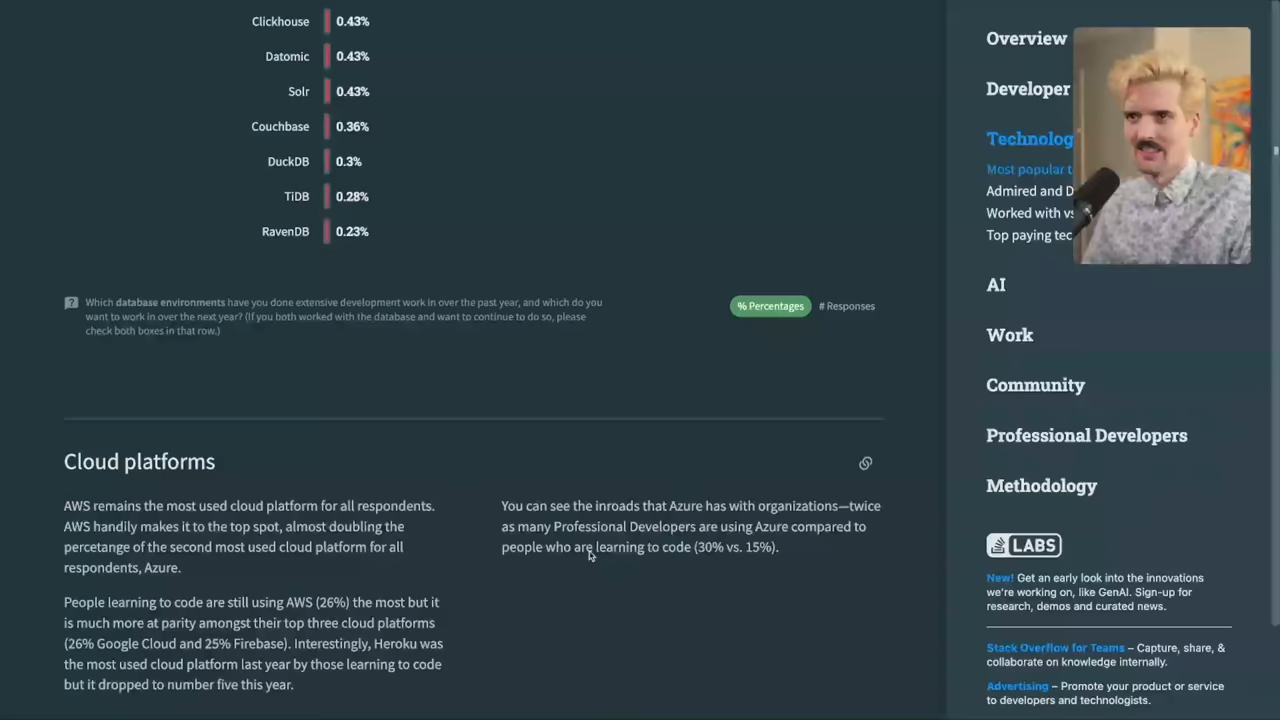 Clickhouse 0.43%
Datomic 0.43%
Solr 0.43%
Couchbase 0.36%
DuckDB 0.3%
TiDB 0.28%
RavenDB 0.23%
Which database environments have you done extensive development work in over the past year, and which do you
want to work in over the next year? (If you both worked with the database and want to continue to do so, please
check both boxes in that row.)
% Percentages
# Responses
Cloud platforms
AWS remains the most used cloud platform for all respondents.
AWS handily makes it to the top spot, almost doubling the
percetange of the second most used cloud platform for all
respondents, Azure.
People learning to code are still using AWS (26%) the most but it
is much more at parity amongst their top three cloud platforms
(26% Google Cloud and 25% Firebase). Interestingly, Heroku was
the most used cloud platform last year by those learning to code
but it dropped to number five this year.
You can see the inroads that Azure has with organizations—twice
as many Professional Developers are using Azure compared to
people who are learning to code (30% vs. 15%).
Overview
Developer
Technolog
Most popular t
Admired and D
Worked with vs
Top paying tec
AI
Work
Community
Professional Developers
Methodology
LABS
New! Get an early look into the innovations
we're working on, like GenAI. Sign-up for
research, demos and curated news.
Stack Overflow for Teams – Capture, share, &
collaborate on knowledge internally.
Advertising – Promote your product or service
to developers and technologists.